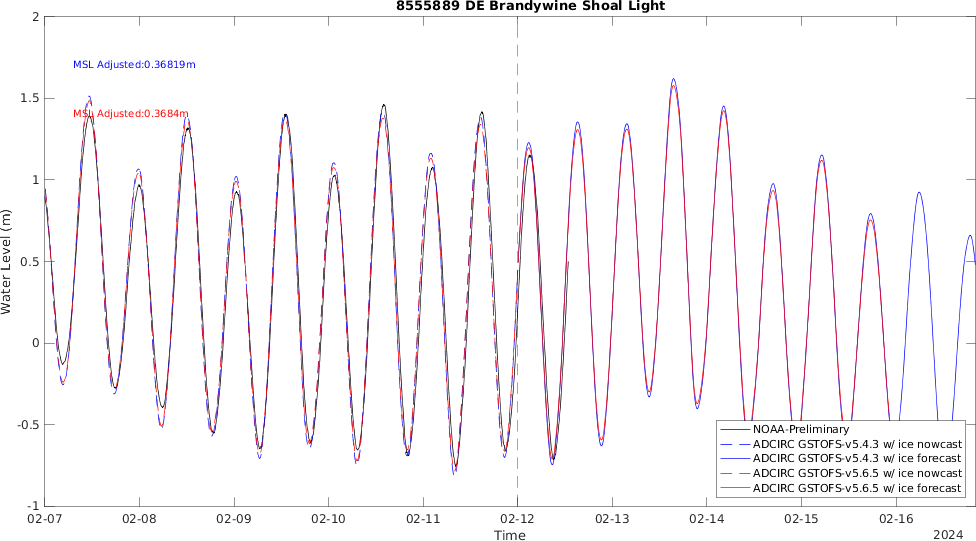 8555889 DE Brandywine Shoal Light
MSL Adjusted:0.36819m
MSL Adjusted:0.3684m
Water Level (m)
2
1.5
1
0.5
0
-0.5
-1
02-07 02-08 02-09 02-10 02-11 02-12 02-13 02-14 02-15 02-16
Time
2024
NOAA-Preliminary
ADCIRC GSTOFS-v5.4.3 w/ ice nowcast
ADCIRC GSTOFS-v5.4.3 w/ ice forecast
ADCIRC GSTOFS-v5.6.5 w/ ice nowcast
ADCIRC GSTOFS-v5.6.5 w/ ice forecast